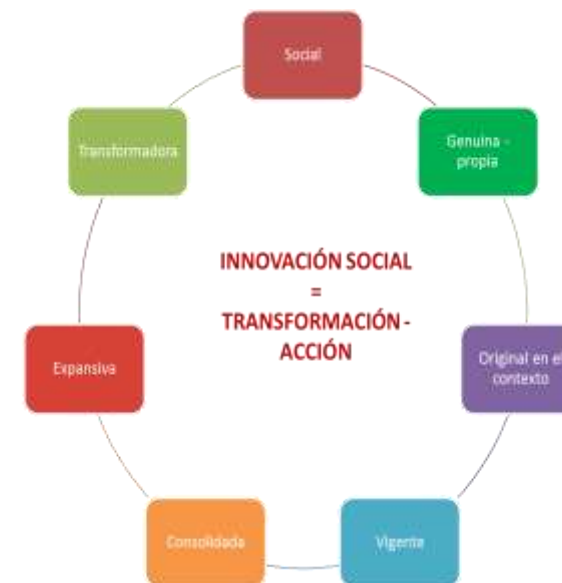 Social
Genuina -
propia
Original en el
contexto
Vigente
Consolidada
Expansiva
Transformadora
INNOVACIÓN SOCIAL
=
TRANSFORMACIÓN -
ACCIÓN